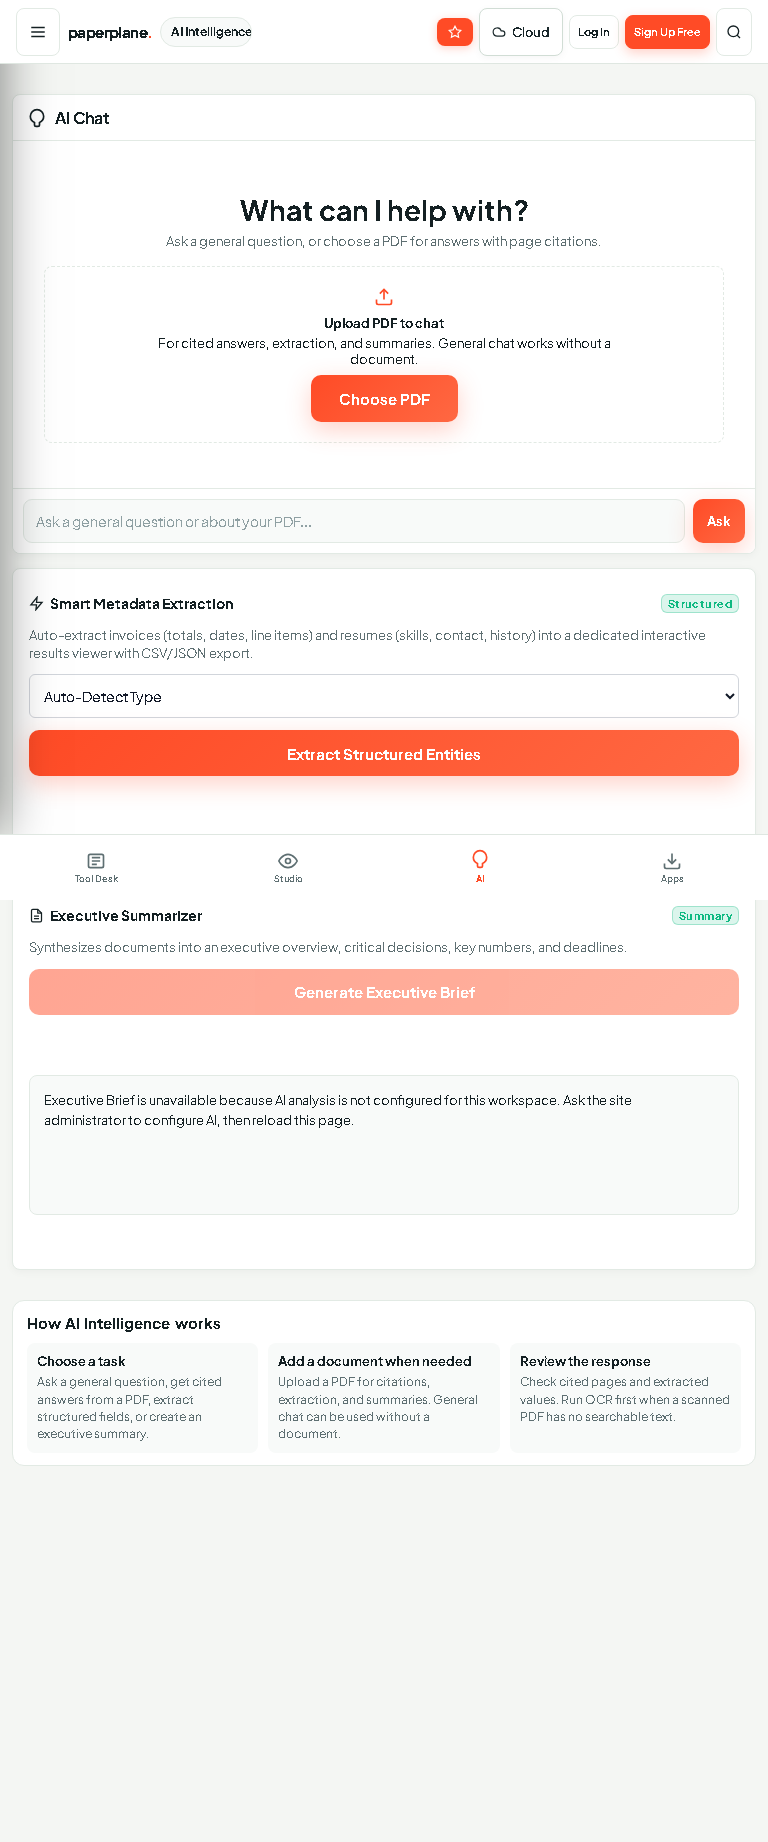 paperplane.
AI Intelligence
Cloud
Log In
Sign Up Free
AI Chat
What can I help with?
Ask a general question, or choose a PDF for answers with page citations.
Upload PDF to chat
For cited answers, extraction, and summaries. General chat works without a
document.
Choose PDF
Ask a general question or about your PDF...
Ask
Smart Metadata Extraction
Structured
Auto-extract invoices (totals, dates, line items) and resumes (skills, contact, history) into a dedicated interactive
results viewer with CSV/JSON export.
Auto-Detect Type
Extract Structured Entities
Tool Desk
Studio
AI
Apps
Executive Summarizer
Summary
Synthesizes documents into an executive overview, critical decisions, key numbers, and deadlines.
Generate Executive Brief
Executive Brief is unavailable because AI analysis is not configured for this workspace. Ask the site
administrator to configure AI, then reload this page.
How AI Intelligence works
Choose a task
Ask a general question, get cited
answers from a PDF, extract
structured fields, or create an
executive summary.
Add a document when needed
Upload a PDF for citations,
extraction, and summaries. General
chat can be used without a
document.
Review the response
Check cited pages and extracted
values. Run OCR first when a scanned
PDF has no searchable text.